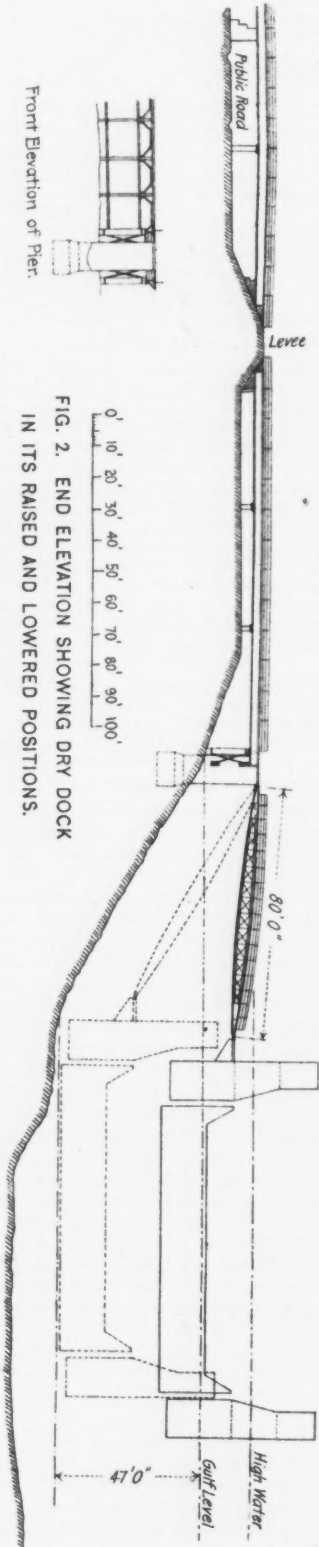 Public Road
Levee
80' 0"
High Water
Gulf Level
47' 0"
Front Elevation of Pier.
0' 10' 20' 30' 40' 50' 60' 70' 80' 90' 100'
FIG. 2. END ELEVATION SHOWING DRY DOCK
IN ITS RAISED AND LOWERED POSITIONS.